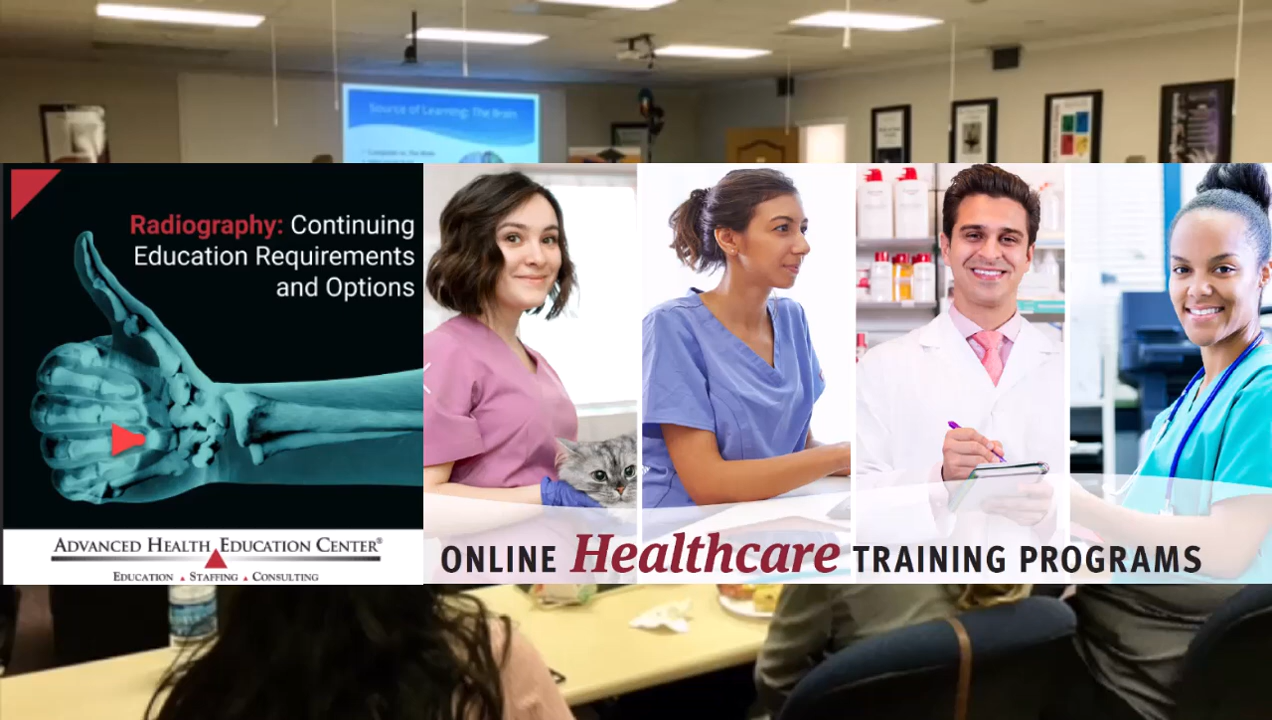 Source of Learning: The Brain
Radiography: Continuing
Education Requirements
and Options
ADVANCED HEALTH EDUCATION CENTER®
EDUCATION ▲ STAFFING ▲ CONSULTING
ONLINE Healthcare TRAINING PROGRAMS